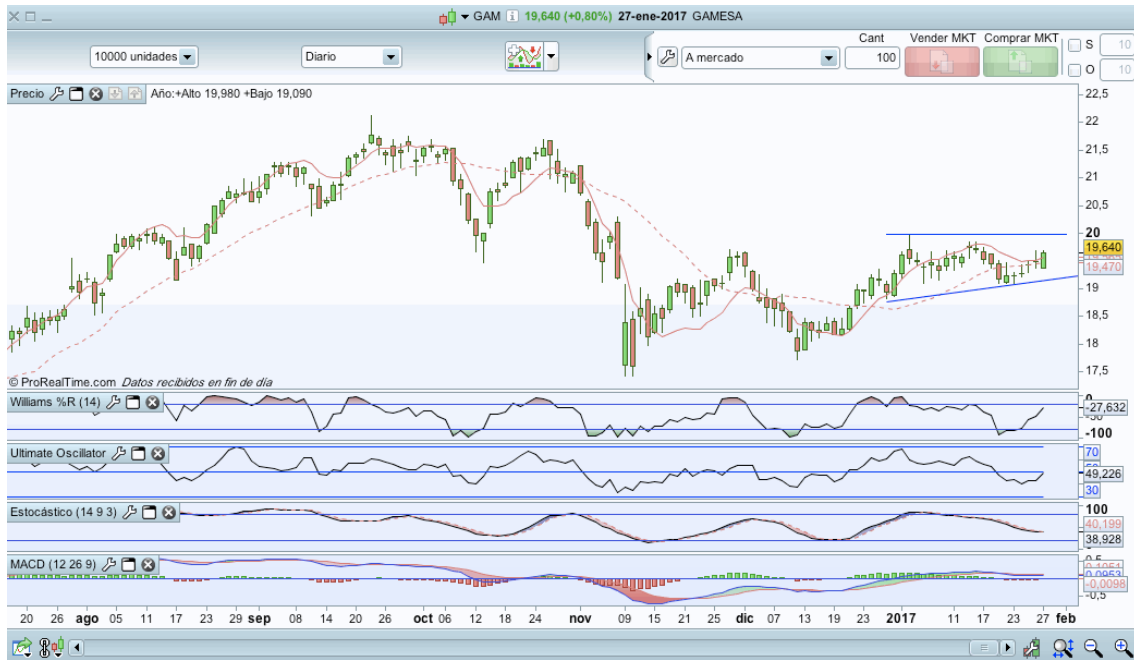 GAM 19,640 (+0,80%) 27-ene-2017 GAMESA
Cant Vender MKT Comprar MKT
10000 unidades Diario A mercado 100
S 10
O 10
Precio Año:+Alto 19,980 +Bajo 19,090
22,5
22
21,5
21
20,5
20
19,640
19,470
19
18,5
18
17,5
© ProRealTime.com Datos recibidos en fin de día
Williams %R (14)
0
-27,632
-50
-100
Ultimate Oscillator
70
49,226
30
Estocástico (14 9 3)
100
40,199
38,928
MACD (12 26 9)
0,5
0,1051
0,0953
-0,0098
-0,5
20 26 ago 05 11 17 23 29 sep 08 14 20 26 oct 06 12 18 24 nov 09 15 21 25 dic 07 13 19 23 2017 11 17 23 27 feb